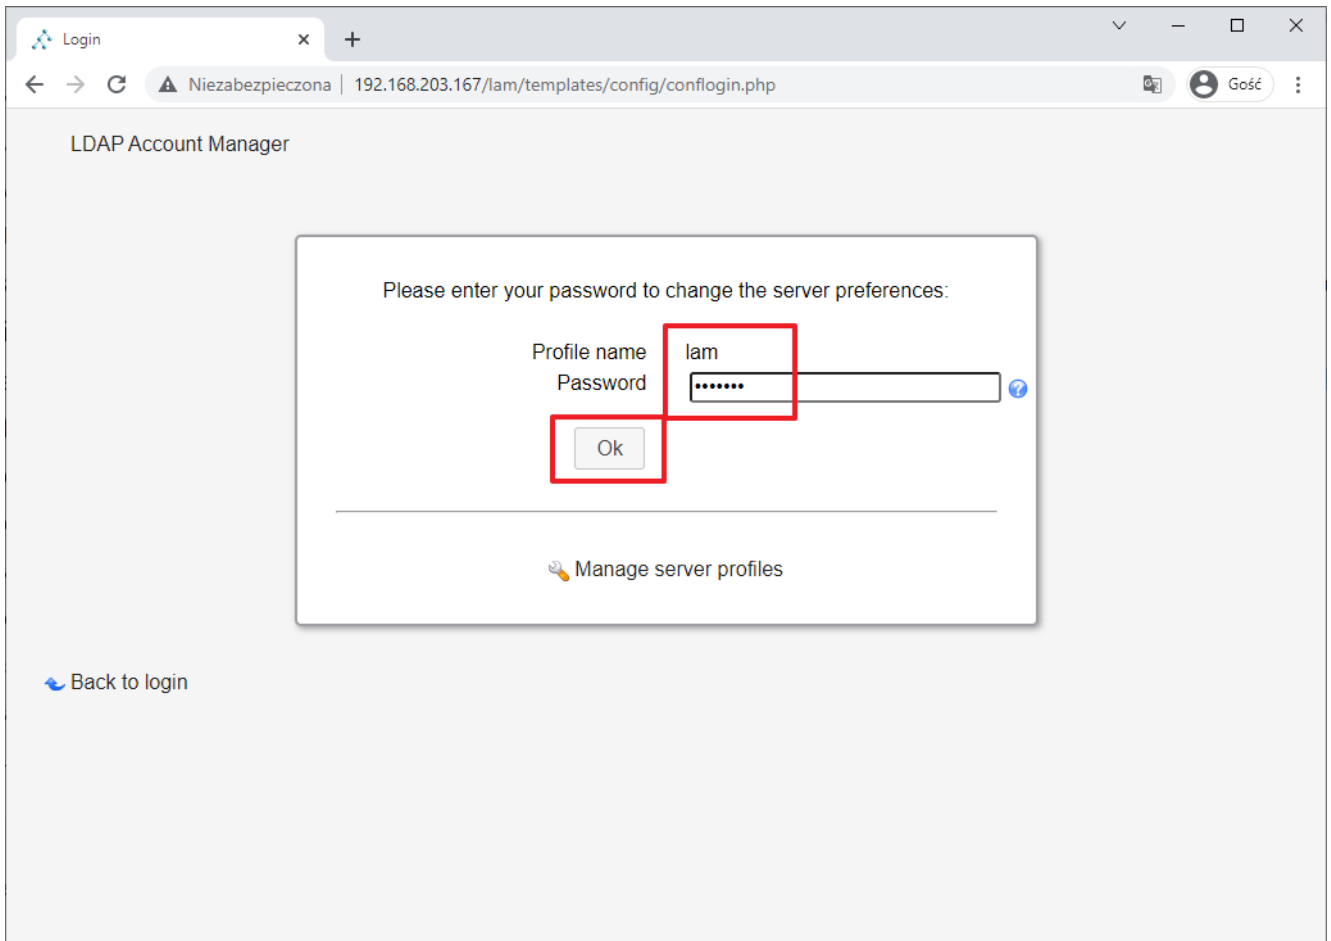 Login
Niezabezpieczona 192.168.203.167/lam/templates/config/conflogin.php Gość
LDAP Account Manager
Please enter your password to change the server preferences:
Profile name lam
Password •••••••
Ok
Manage server profiles
Back to login